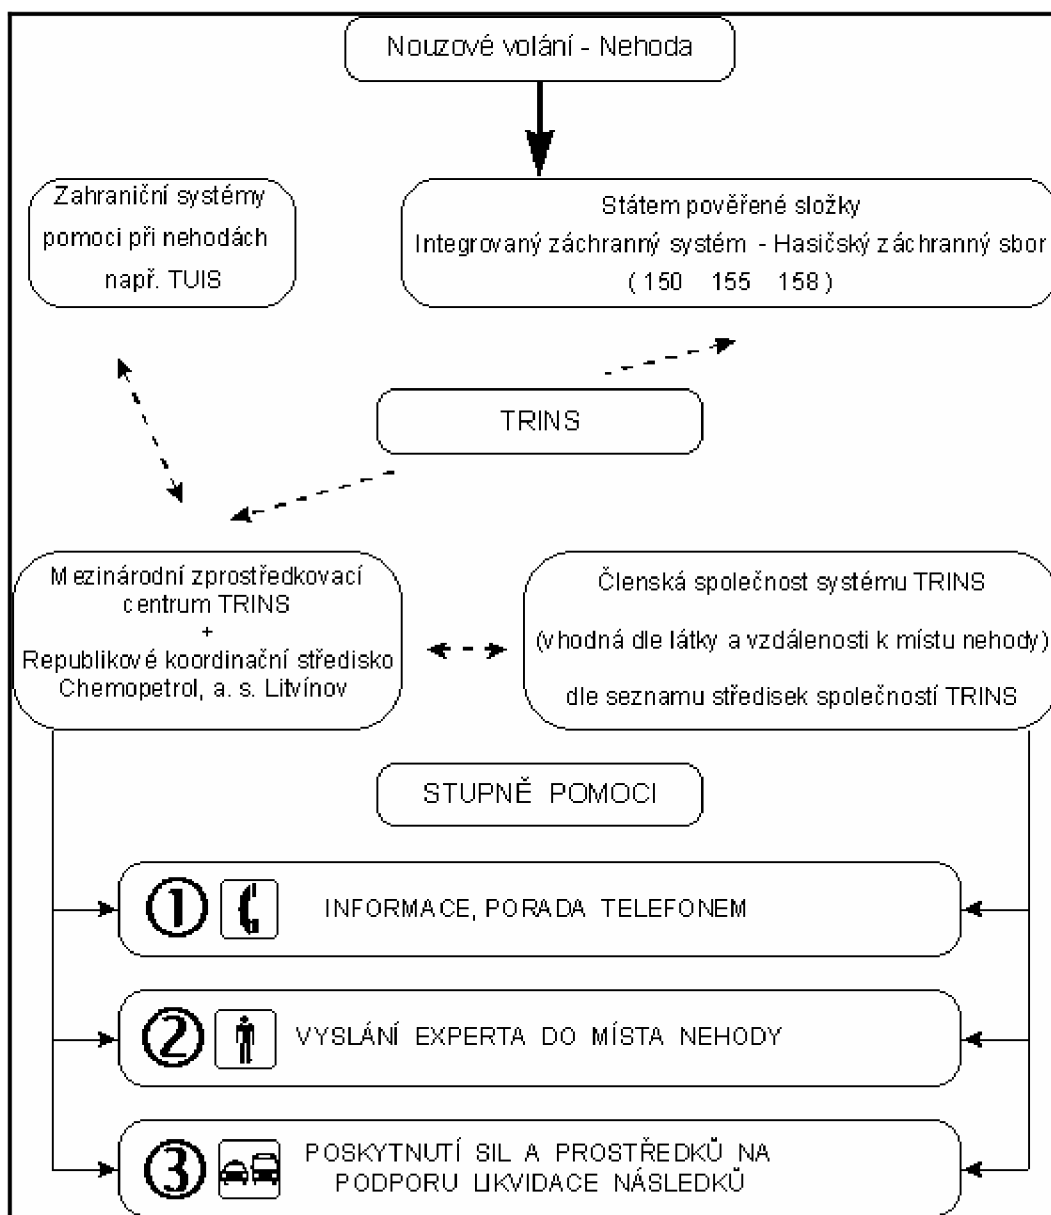 Nouzové volání - Nehoda
Zahraniční systémy
pomoci při nehodách
např. TUIS
Státem pověřené složky
Integrovaný záchranný systém - Hasičský záchranný sbor
( 150 155 158 )
TRINS
Mezinárodní zprostředkovací
centrum TRINS
+
Republikové koordinační středisko
Chemopetrol, a. s. Litvínov
Členská společnost systému TRINS
(vhodná dle látky a vzdálenosti k místu nehody)
dle seznamu středisek společností TRINS
STUPNĚ POMOCI
1 INFORMACE, PORADA TELEFONEM
2 VYSLÁNÍ EXPERTA DO MÍSTA NEHODY
3 POSKYTNUTÍ SIL A PROSTŘEDKŮ NA
PODPORU LIKVIDACE NÁSLEDKŮ